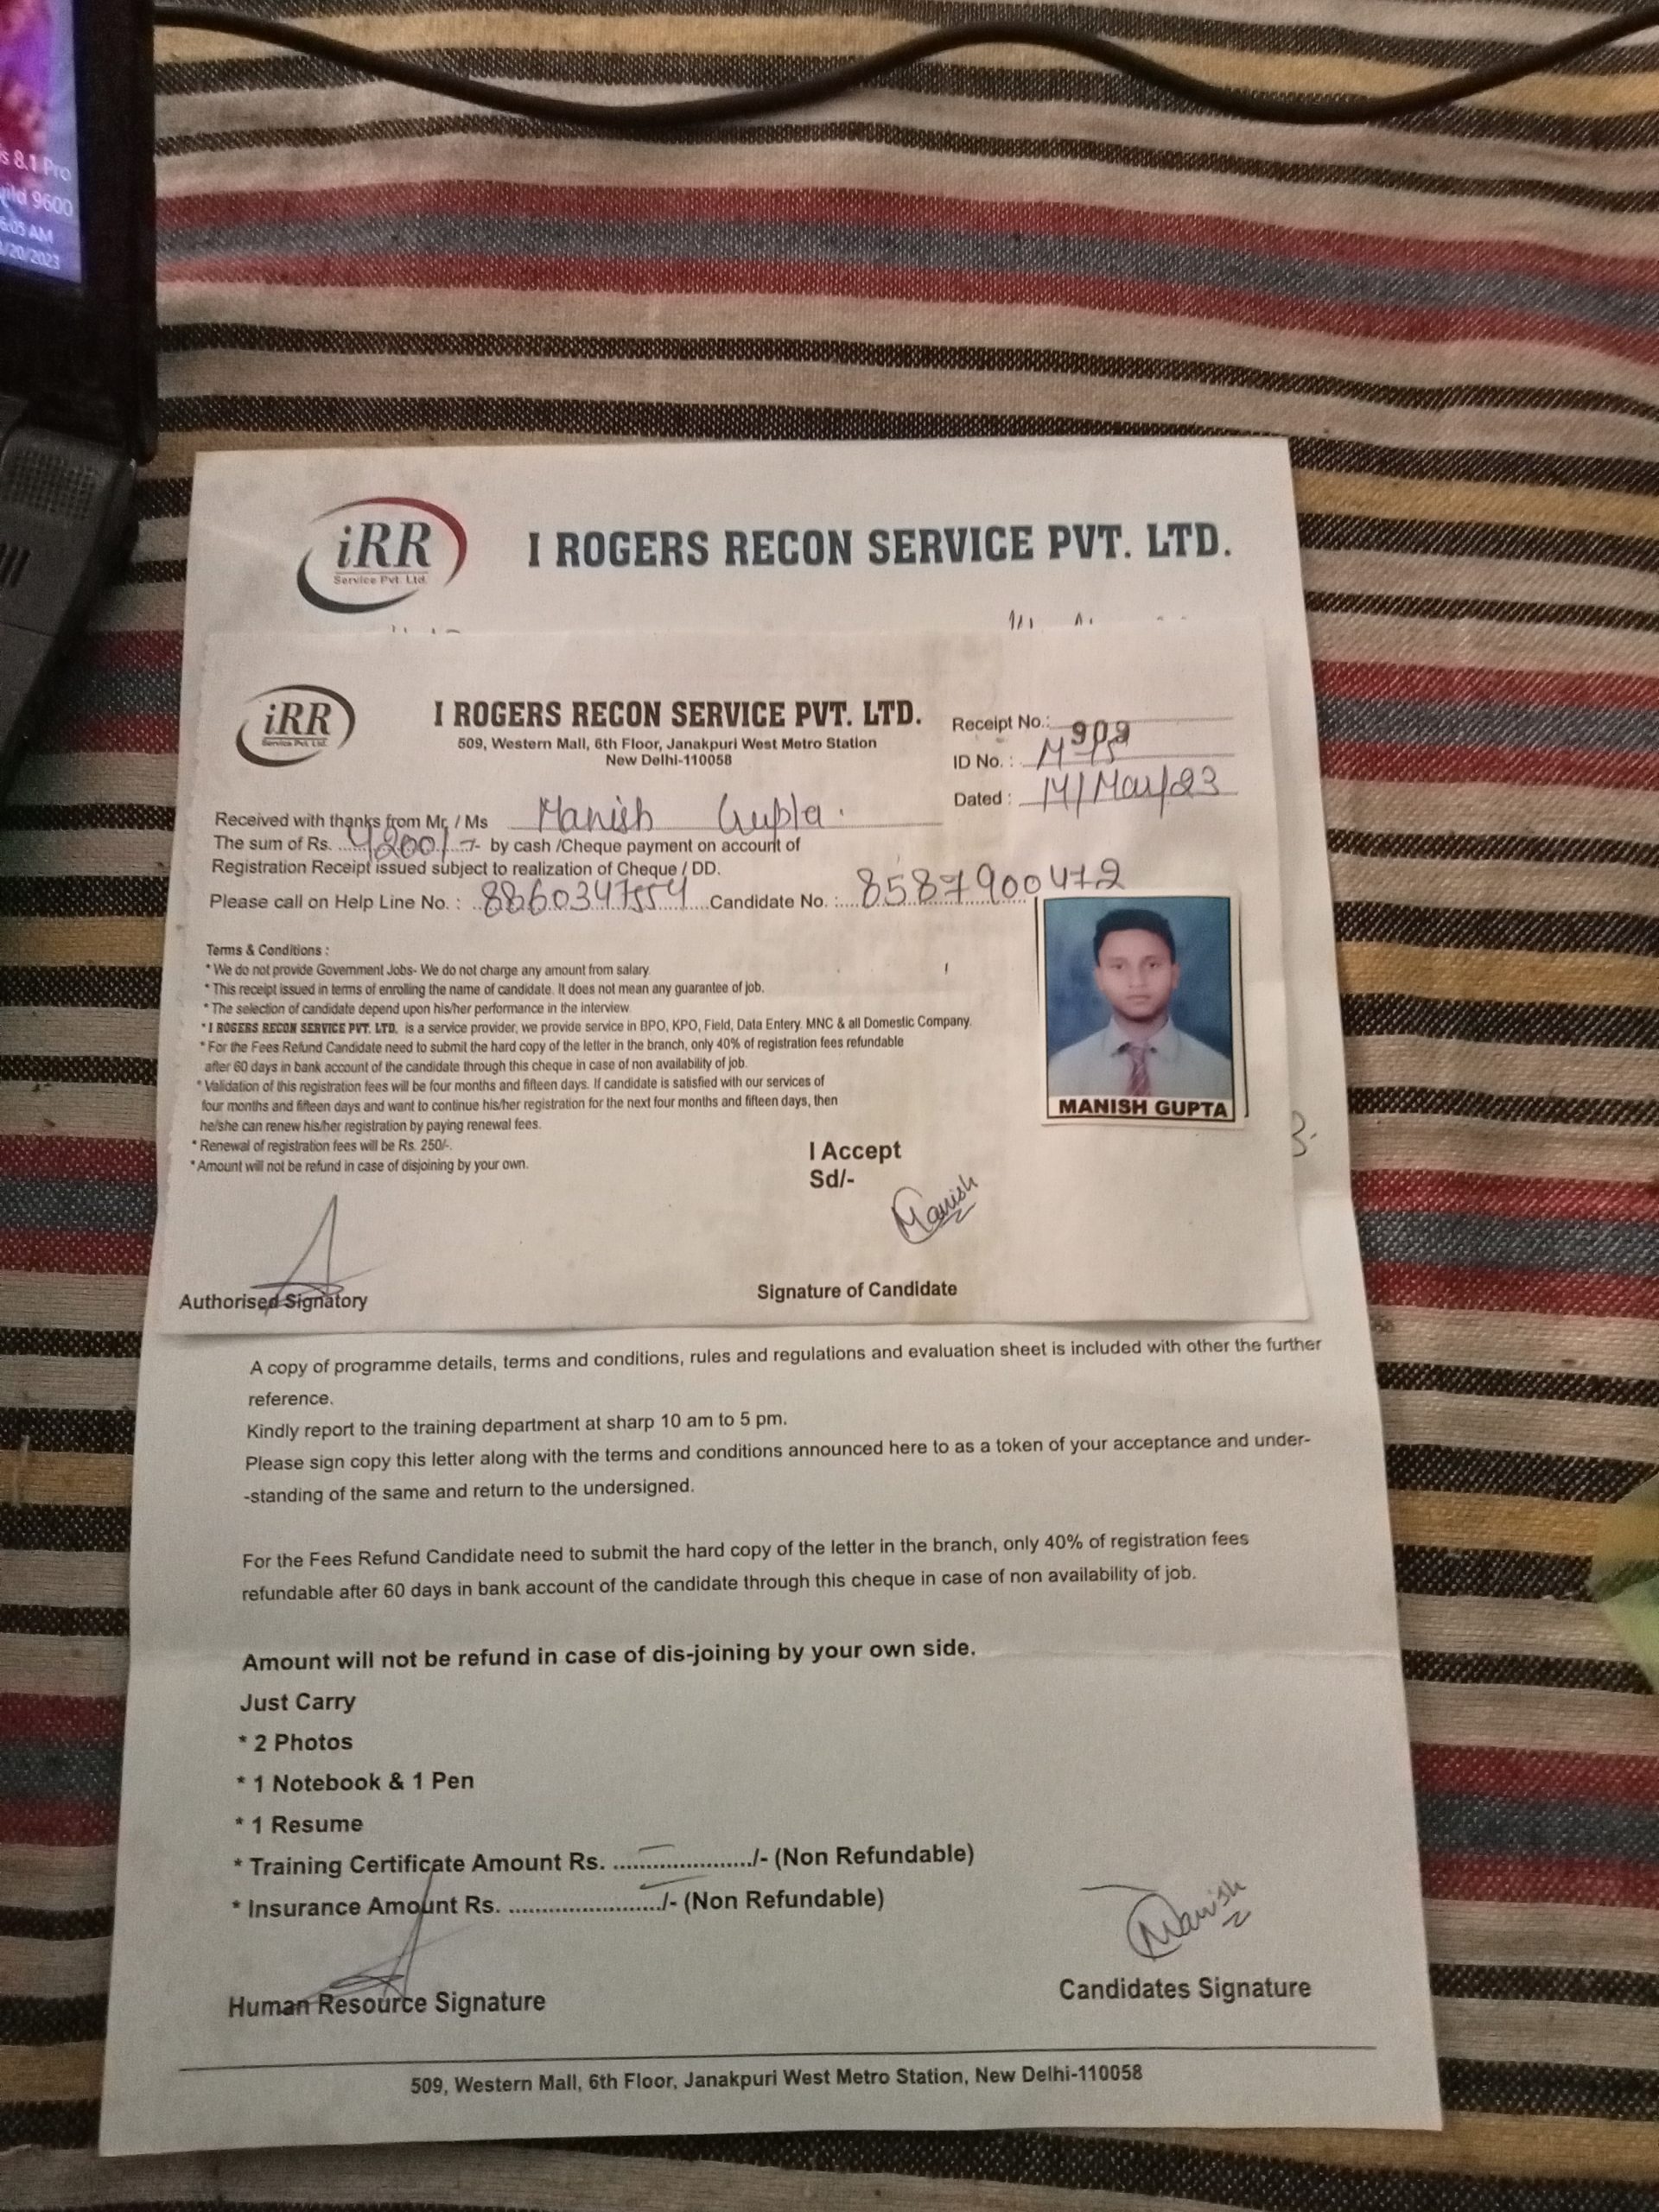 s 8.1 Pro
uild 9600
6:05 AM
/20/2023
iRR
Service Pvt. Ltd.
I ROGERS RECON SERVICE PVT. LTD.
iRR
Service Pvt. Ltd.
I ROGERS RECON SERVICE PVT. LTD.
509, Western Mall, 6th Floor, Janakpuri West Metro Station
New Delhi-110058
Receipt No.: 909
ID No. :
Dated : 14/May/23
Received with thanks from Mr. / Ms Manish Gupta.
The sum of Rs. 4200/- by cash /Cheque payment on account of
Registration Receipt issued subject to realization of Cheque / DD.
Please call on Help Line No. : 8860347554 Candidate No. : 8587900472
Terms & Conditions :
* We do not provide Government Jobs- We do not charge any amount from salary.
* This receipt issued in terms of enrolling the name of candidate. It does not mean any guarantee of job.
* The selection of candidate depend upon his/her performance in the interview.
* I ROGERS RECON SERVICE PVT. LTD. is a service provider, we provide service in BPO, KPO, Field, Data Entery. MNC & all Domestic Company.
* For the Fees Refund Candidate need to submit the hard copy of the letter in the branch, only 40% of registration fees refundable
after 60 days in bank account of the candidate through this cheque in case of non availability of job.
* Validation of this registration fees will be four months and fifteen days. If candidate is satisfied with our services of
four months and fifteen days and want to continue his/her registration for the next four months and fifteen days, then
he/she can renew his/her registration by paying renewal fees.
* Renewal of registration fees will be Rs. 250/-.
* Amount will not be refund in case of disjoining by your own.
MANISH GUPTA
I Accept
Sd/-
Manish
Authorised Signatory
Signature of Candidate
A copy of programme details, terms and conditions, rules and regulations and evaluation sheet is included with other the further
reference.
Kindly report to the training department at sharp 10 am to 5 pm.
Please sign copy this letter along with the terms and conditions announced here to as a token of your acceptance and under-
-standing of the same and return to the undersigned.
For the Fees Refund Candidate need to submit the hard copy of the letter in the branch, only 40% of registration fees
refundable after 60 days in bank account of the candidate through this cheque in case of non availability of job.
Amount will not be refund in case of dis-joining by your own side.
Just Carry
* 2 Photos
* 1 Notebook & 1 Pen
* 1 Resume
* Training Certificate Amount Rs. ....................../- (Non Refundable)
* Insurance Amount Rs. ......................../- (Non Refundable)
Manish
Human Resource Signature
Candidates Signature
509, Western Mall, 6th Floor, Janakpuri West Metro Station, New Delhi-110058